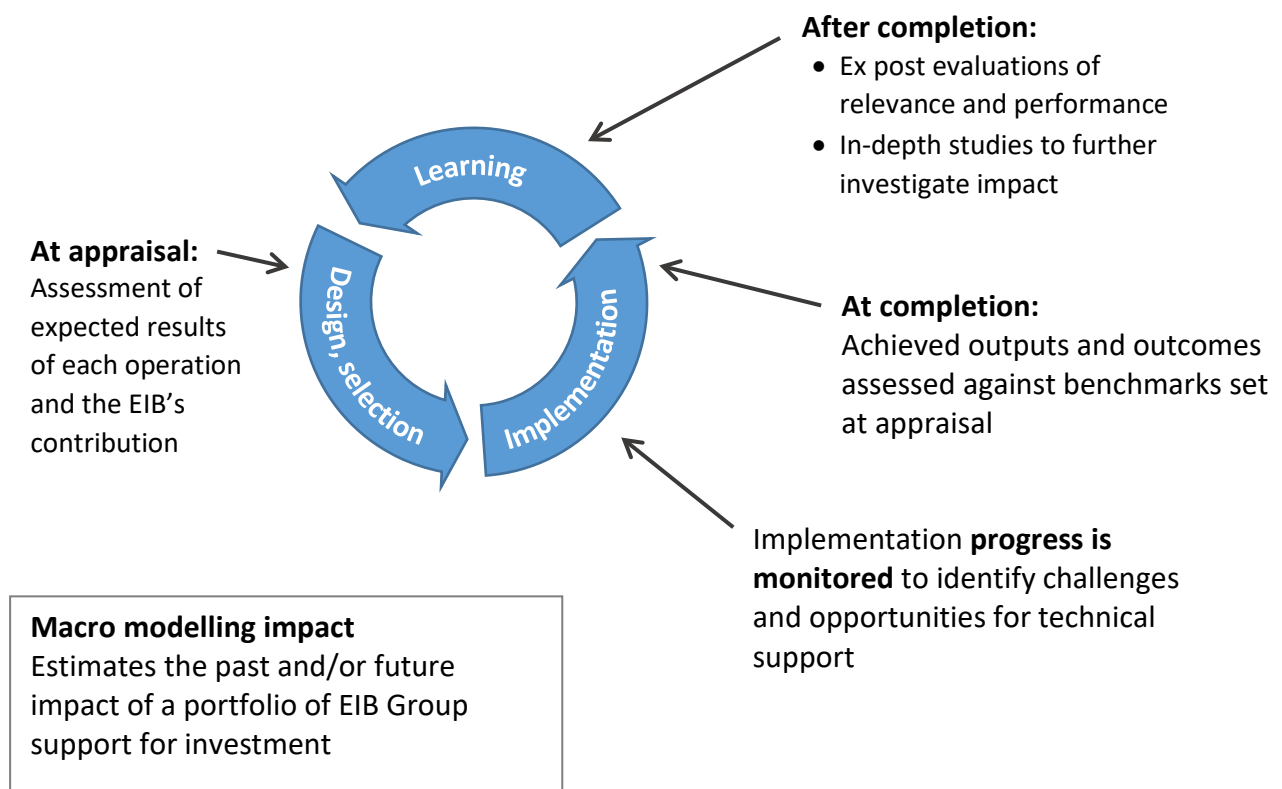 After completion:
• Ex post evaluations of
relevance and performance
• In-depth studies to further
investigate impact
Learning
At appraisal:
Assessment of
expected results
of each operation
and the EIB’s
contribution
Design, selection
Implementation
At completion:
Achieved outputs and outcomes
assessed against benchmarks set
at appraisal
Implementation progress is
monitored to identify challenges
and opportunities for technical
support
Macro modelling impact
Estimates the past and/or future
impact of a portfolio of EIB Group
support for investment